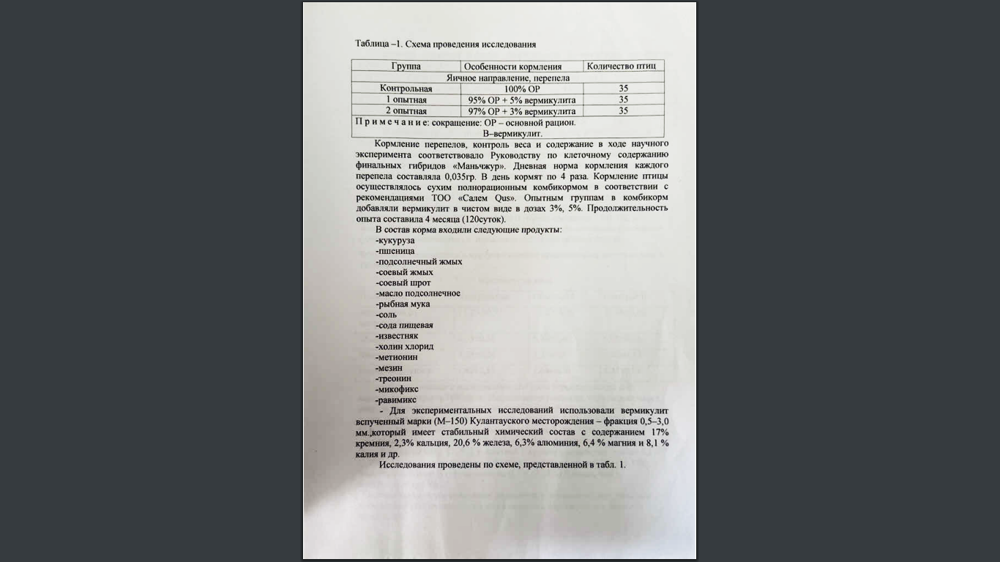 Таблица –1. Схема проведения исследования
Группа Особенности кормления Количество птиц
Яичное направление, перепела
Контрольная 100% ОР 35
1 опытная 95% ОР + 5% вермикулита 35
2 опытная 97% ОР + 3% вермикулита 35
П р и м е ч а н и е: сокращение: ОР – основной рацион.
В–вермикулит.
Кормление перепелов, контроль веса и содержание в ходе научного
эксперимента соответствовало Руководству по клеточному содержанию
финальных гибридов «Маньчжур». Дневная норма кормления каждого
перепела составляла 0,035гр. В день кормят по 4 раза. Кормление птицы
осуществлялось сухим полнорационным комбикормом в соответствии с
рекомендациями ТОО «Салем Qus». Опытным группам в комбикорм
добавляли вермикулит в чистом виде в дозах 3%, 5%. Продолжительность
опыта составила 4 месяца (120суток).
В состав корма входили следующие продукты:
-кукуруза
-пшеница
-подсолнечный жмых
-соевый жмых
-соевый шрот
-масло подсолнечное
-рыбная мука
-соль
-сода пищевая
-известняк
-холин хлорид
-метионин
-мезин
-треонин
-микофикс
-равимикс
- Для экспериментальных исследований использовали вермикулит
вспученный марки (М–150) Кулантауского месторождения – фракция 0,5–3,0
мм.,который имеет стабильный химический состав с содержанием 17%
кремния, 2,3% кальция, 20,6 % железа, 6,3% алюминия, 6,4 % магния и 8,1 %
калия и др.
Исследования проведены по схеме, представленной в табл. 1.